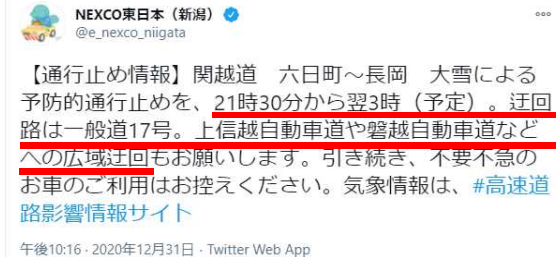 NEXCO東日本（新潟）
@e_nexco_niigata
【通行止め情報】関越道　六日町～長岡　大雪による
予防的通行止めを、21時30分から翌3時（予定）。迂回
路は一般道17号。上信越自動車道や磐越自動車道など
への広域迂回もお願いします。引き続き、不要不急の
お車のご利用はお控えください。気象情報は、#高速道
路影響情報サイト
午後10:16 · 2020年12月31日 · Twitter Web App